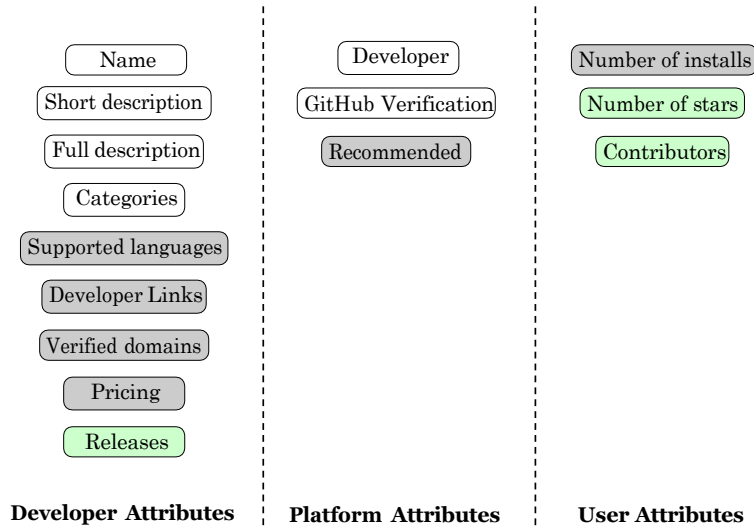 Name
Short description
Full description
Categories
Supported languages
Developer Links
Verified domains
Pricing
Releases
Developer Attributes
Developer
GitHub Verification
Recommended
Platform Attributes
Number of installs
Number of stars
Contributors
User Attributes